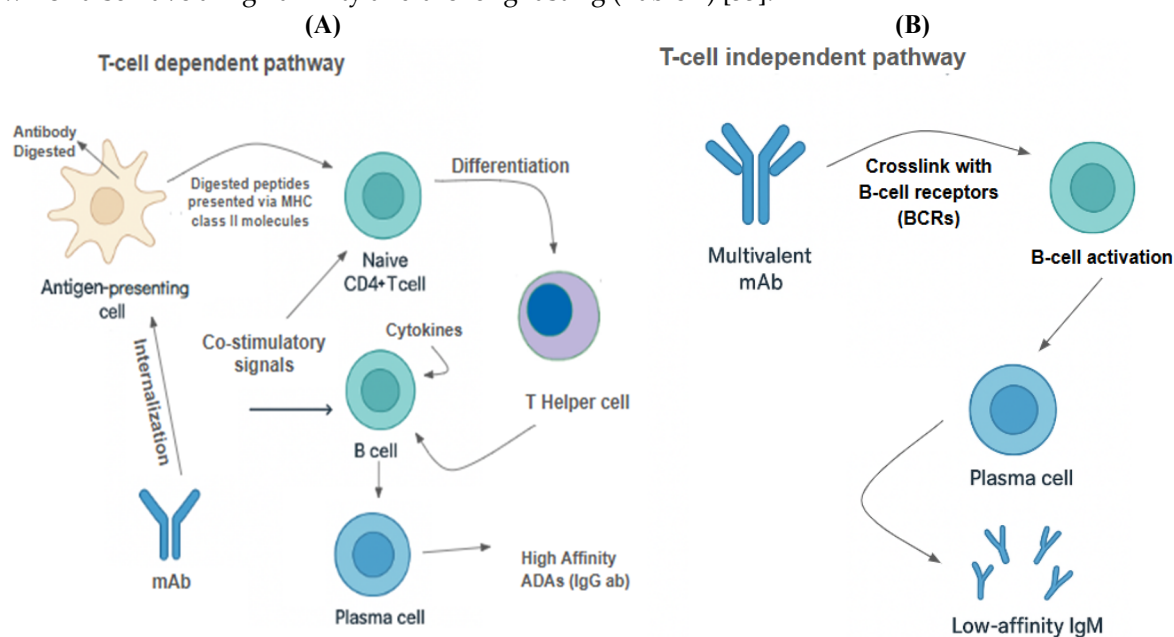 (A)
T-cell dependent pathway
Antibody
Digested
Digested peptides
presented via MHC
class II molecules
Differentiation
Naive
CD4+Tcell
Antigen-presenting
cell
Internalization
Co-stimulatory
signals
Cytokines
T Helper cell
B cell
mAb
Plasma cell
High Affinity
ADAs (IgG ab)
(B)
T-cell independent pathway
Crosslink with
B-cell receptors
(BCRs)
Multivalent
mAb
B-cell activation
Plasma cell
Low-affinity IgM